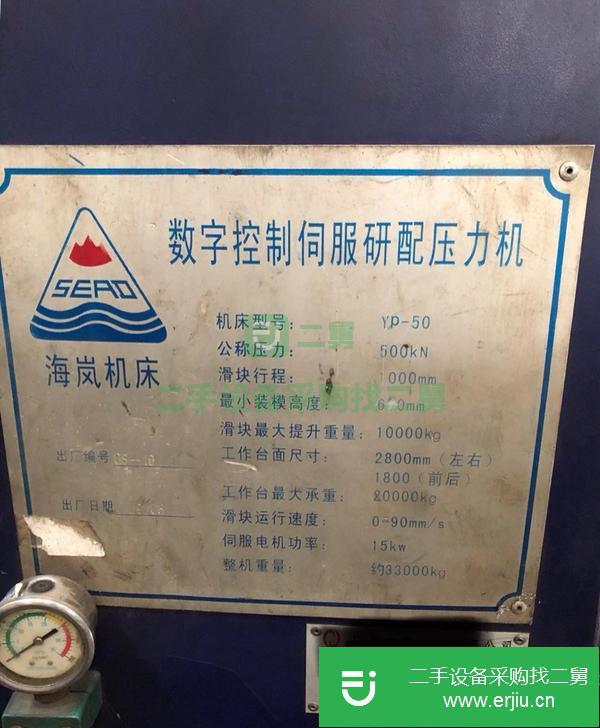 数字控制伺服研配压力机
SEAD
海岚机床
机床型号: YP-50
公称压力: 500kN
滑块行程: 000mm
最小装模高度: mm
滑块最大提升重量: 10000kg
工作台面尺寸: 2800mm (左右)
1800 (前后)
工作台最大承重: 20000kg
滑块运行速度: 0-90mm/s
伺服电机功率: 15kw
整机重量: 约33000kg
出厂编号
出厂日期
二舅
二手设备采购找二舅
公司
二手设备采购找二舅
www.erjiu.cn